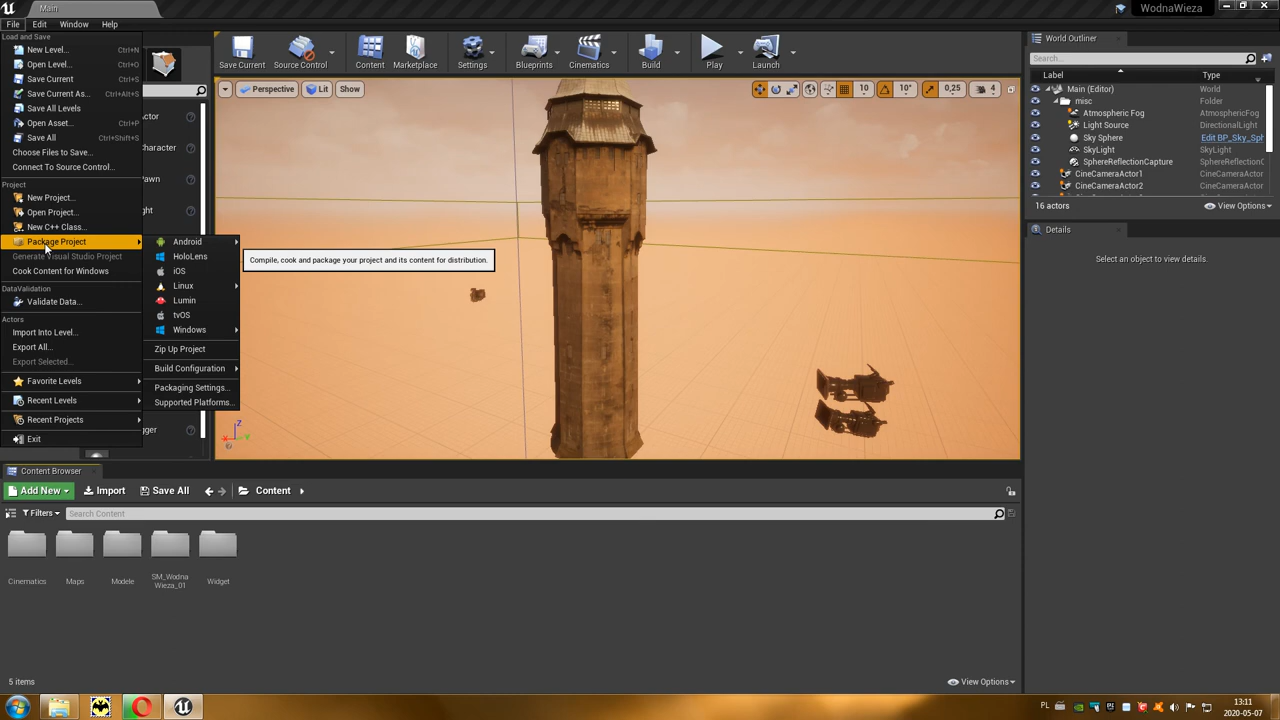 Main
WodnaWieza
File Edit Window Help
Load and Save
New Level... Ctrl+N
Open Level... Ctrl+O
Save Current Ctrl+S
Save Current As... Ctrl+Alt+S
Save All Levels
Open Asset... Ctrl+P
Save All Ctrl+Shift+S
Choose Files to Save...
Connect To Source Control...
Project
New Project...
Open Project...
New C++ Class...
Package Project
Generate Visual Studio Project
Cook Content for Windows
DataValidation
Validate Data...
Actors
Import Into Level...
Export All...
Export Selected...
Favorite Levels
Recent Levels
Recent Projects
Exit
Android
HoloLens
iOS
Linux
Lumin
tvOS
Windows
Zip Up Project
Build Configuration
Packaging Settings...
Supported Platforms...
Compile, cook and package your project and its content for distribution.
Save Current
Source Control
Content
Marketplace
Settings
Blueprints
Cinematics
Build
Play
Launch
Perspective
Lit
Show
10
10°
0,25
4
X
Y
Z
World Outliner
Search...
Label Type
Main (Editor) World
misc Folder
Atmospheric Fog AtmosphericFog
Light Source DirectionalLight
Sky Sphere Edit BP_Sky_Sph
SkyLight SkyLight
SphereReflectionCapture SphereReflectionC
CineCameraActor1 CineCameraActor
CineCameraActor2 CineCameraActor
16 actors
View Options
Details
Select an object to view details.
Content Browser
Add New
Import
Save All
Content
Filters
Search Content
Cinematics
Maps
Modele
SM_Wodna
Wieza_01
Widget
5 items
View Options
PL
13:11
2020-05-07